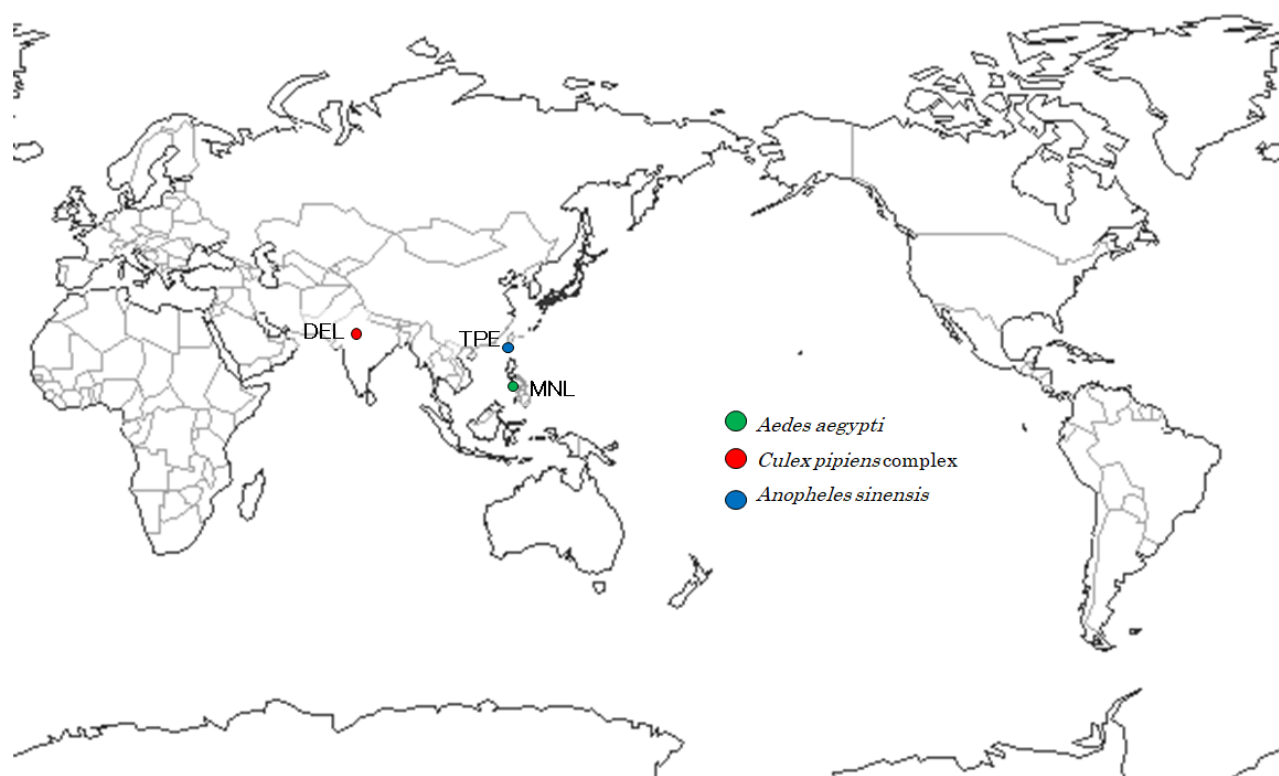 DEL
TPE
MNL
Aedes aegypti
Culex pipiens complex
Anopheles sinensis